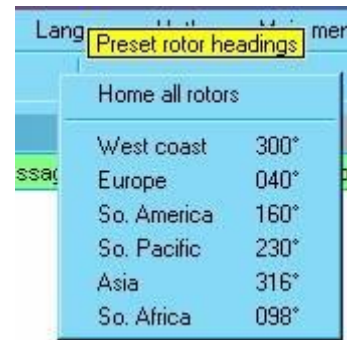 Lang
Preset rotor headings
Home all rotors
West coast 300°
Europe 040°
So. America 160°
So. Pacific 230°
Asia 316°
So. Africa 098°